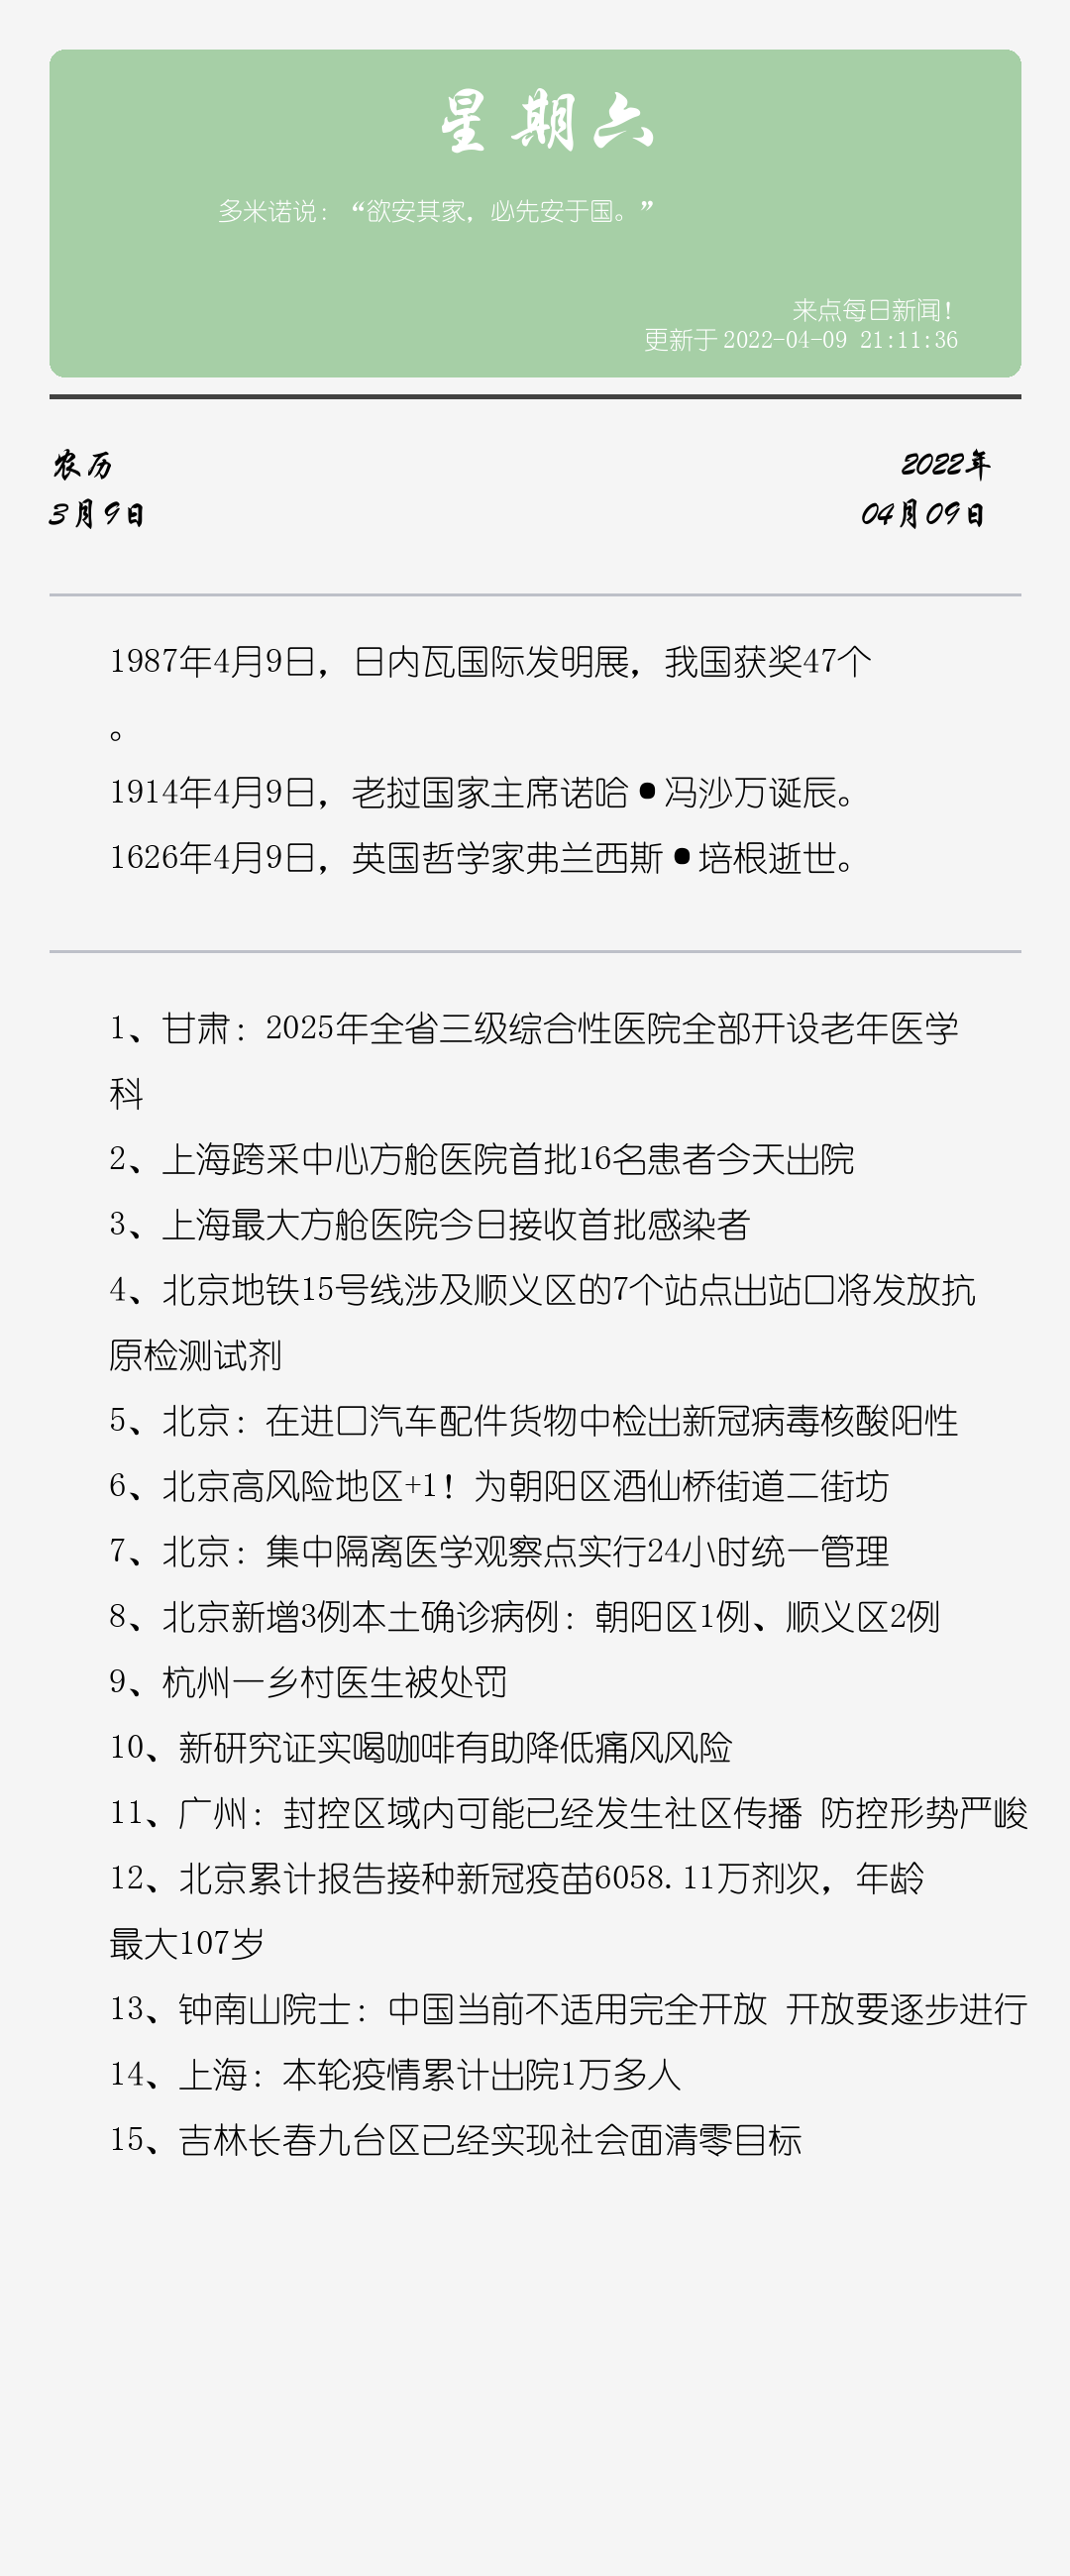 星期六
多米诺说：“欲安其家，必先安于国。”
来点每日新闻！
更新于2022-04-09 21:11:36
农历
2022年
3月9日
04月09日
1987年4月9日，日内瓦国际发明展，我国获奖47个
。
1914年4月9日，老挝国家主席诺哈•冯沙万诞辰。
1626年4月9日，英国哲学家弗兰西斯•培根逝世。
1、甘肃：2025年全省三级综合性医院全部开设老年医学
科
2、上海跨采中心方舱医院首批16名患者今天出院
3、上海最大方舱医院今日接收首批感染者
4、北京地铁15号线涉及顺义区的7个站点出站口将发放抗
原检测试剂
5、北京：在进口汽车配件货物中检出新冠病毒核酸阳性
6、北京高风险地区+1！为朝阳区酒仙桥街道二街坊
7、北京：集中隔离医学观察点实行24小时统一管理
8、北京新增3例本土确诊病例：朝阳区1例、顺义区2例
9、杭州一乡村医生被处罚
10、新研究证实喝咖啡有助降低痛风风险
11、广州：封控区域内可能已经发生社区传播 防控形势严峻
12、北京累计报告接种新冠疫苗6058.11万剂次，年龄
最大107岁
13、钟南山院士：中国当前不适用完全开放 开放要逐步进行
14、上海：本轮疫情累计出院1万多人
15、吉林长春九台区已经实现社会面清零目标